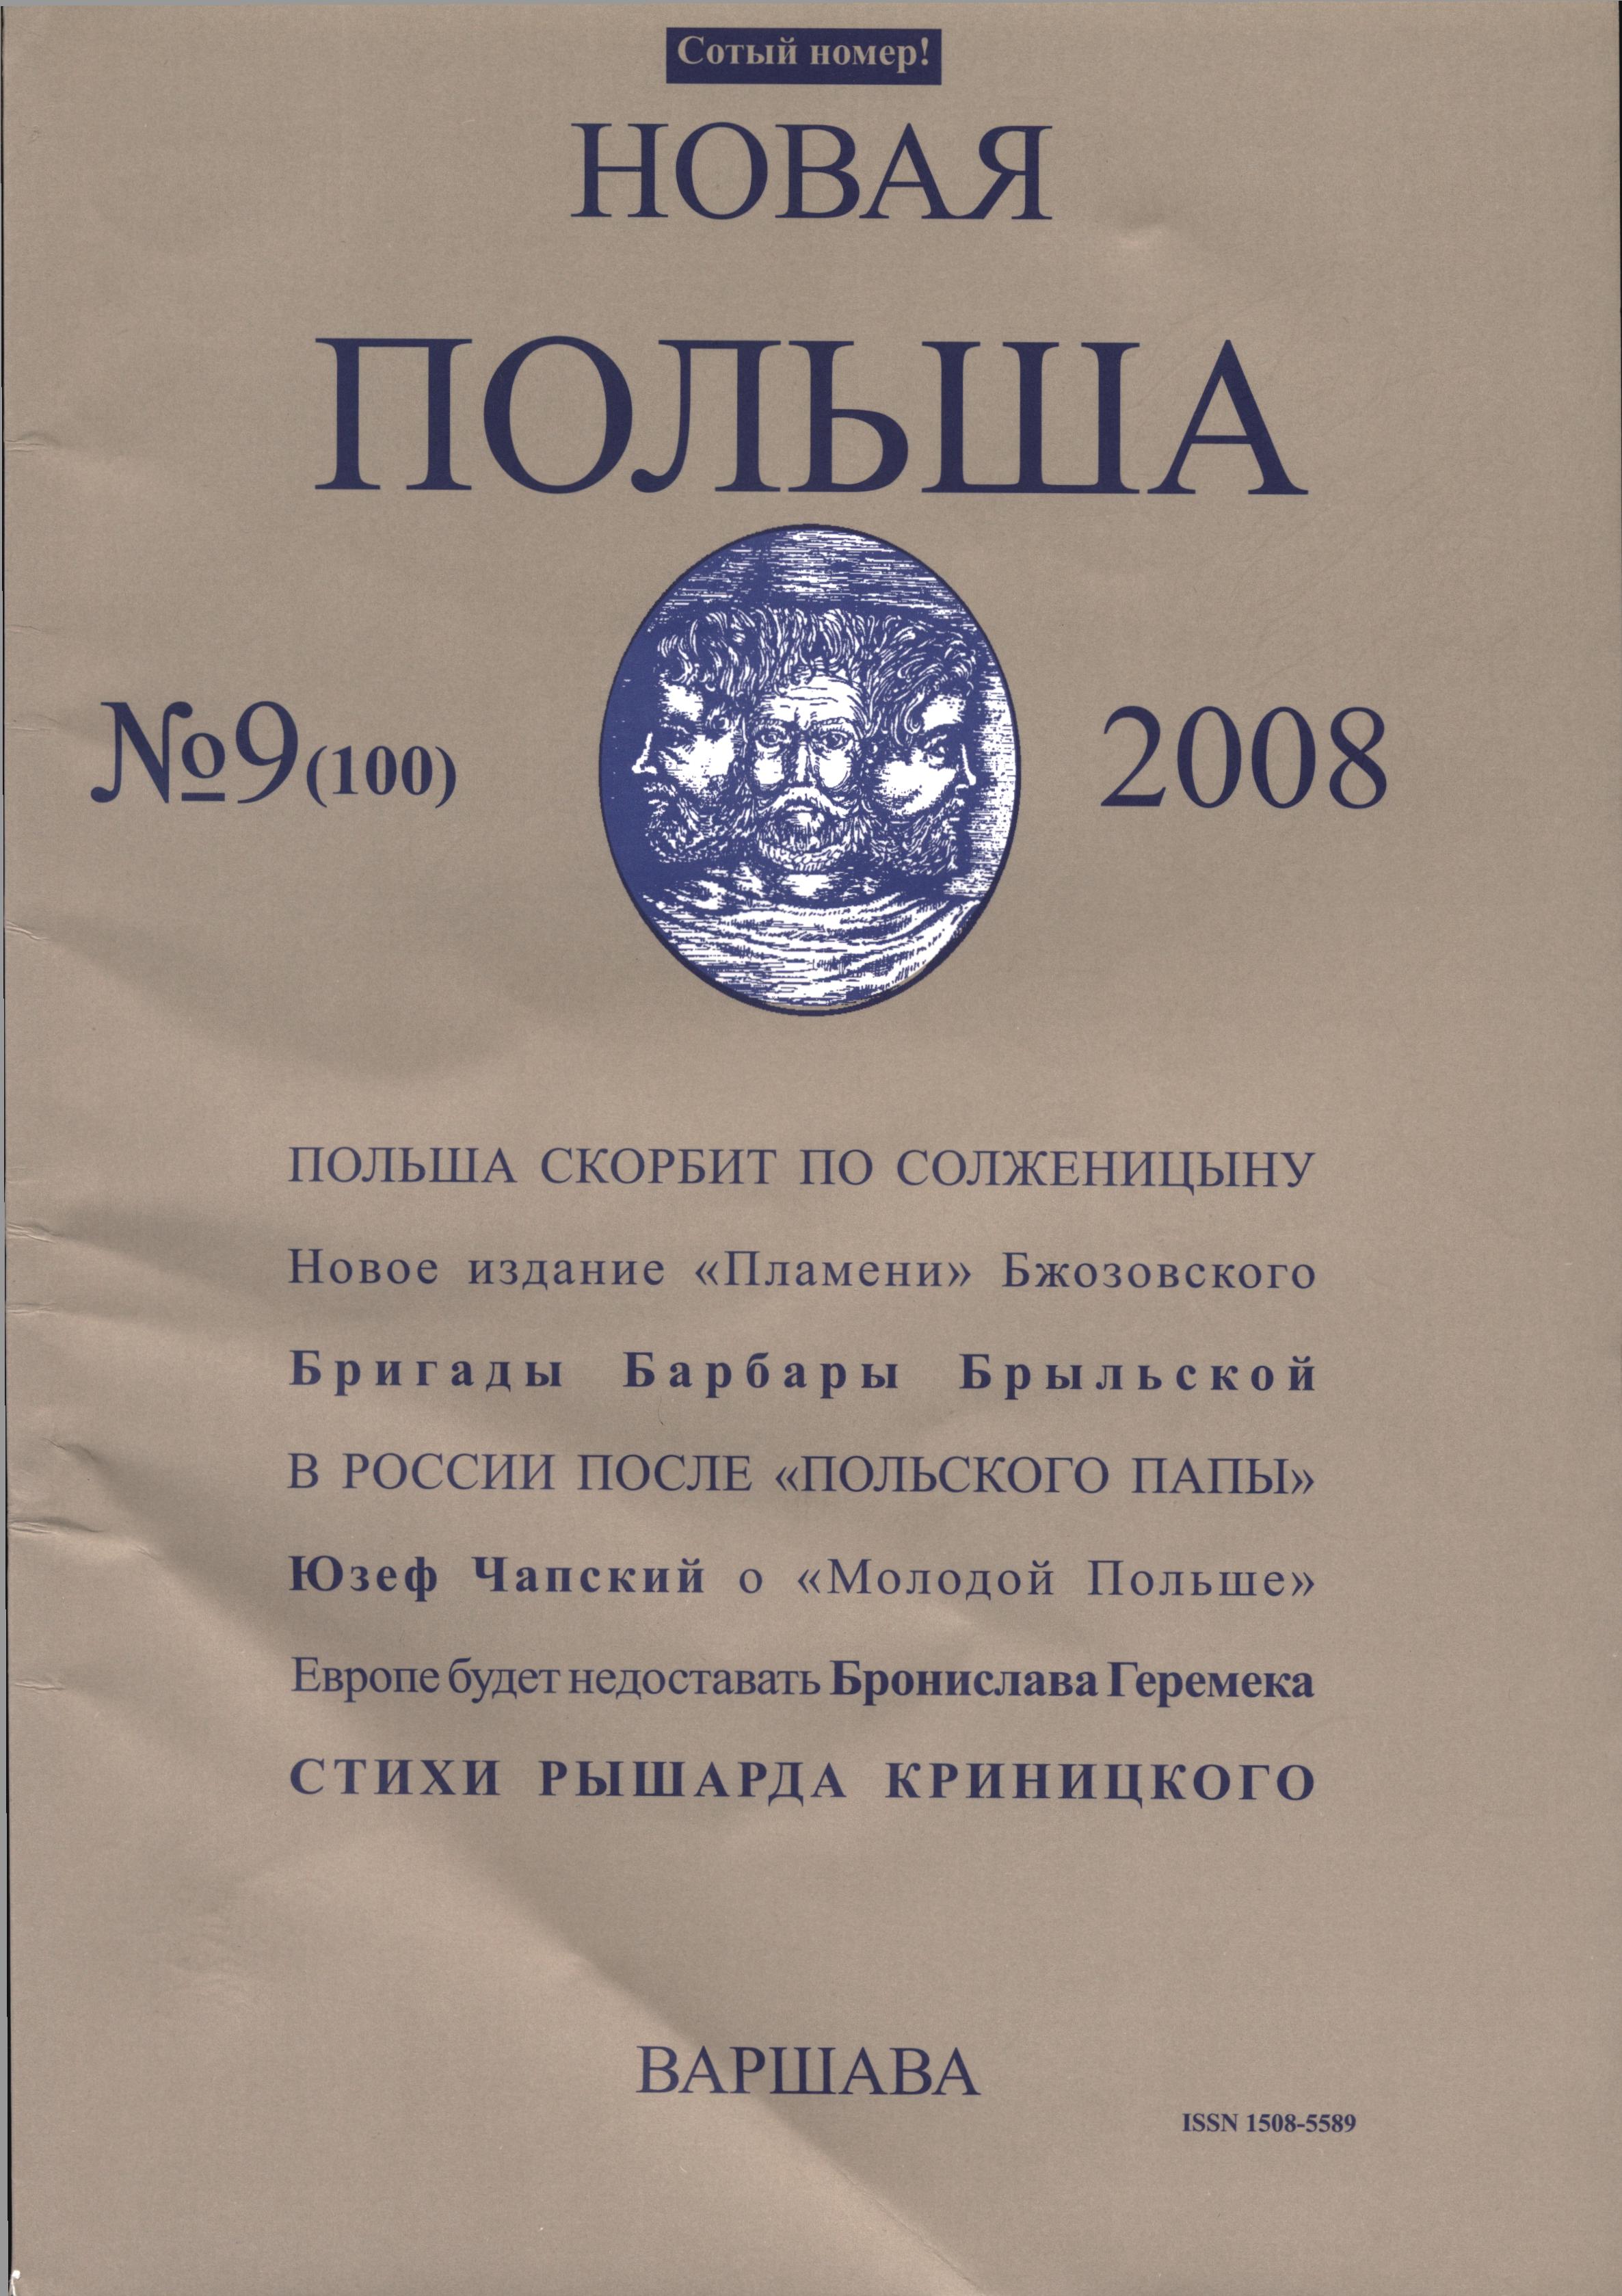 Сотый номер!
НОВАЯ
ПОЛЬША
№9(100)
2008
ПОЛЬША СКОРБИТ ПО СОЛЖЕНИЦЫНУ
Новое издание «Пламени» Бжозовского
Бригады Барбары Брыльской
В РОССИИ ПОСЛЕ «ПОЛЬСКОГО ПАПЫ»
Юзеф Чапский о «Молодой Польше»
Европе будет недоставать Бронислава Геремека
СТИХИ РЫШАРДА КРИНИЦКОГО
ВАРШАВА
ISSN 1508-5589